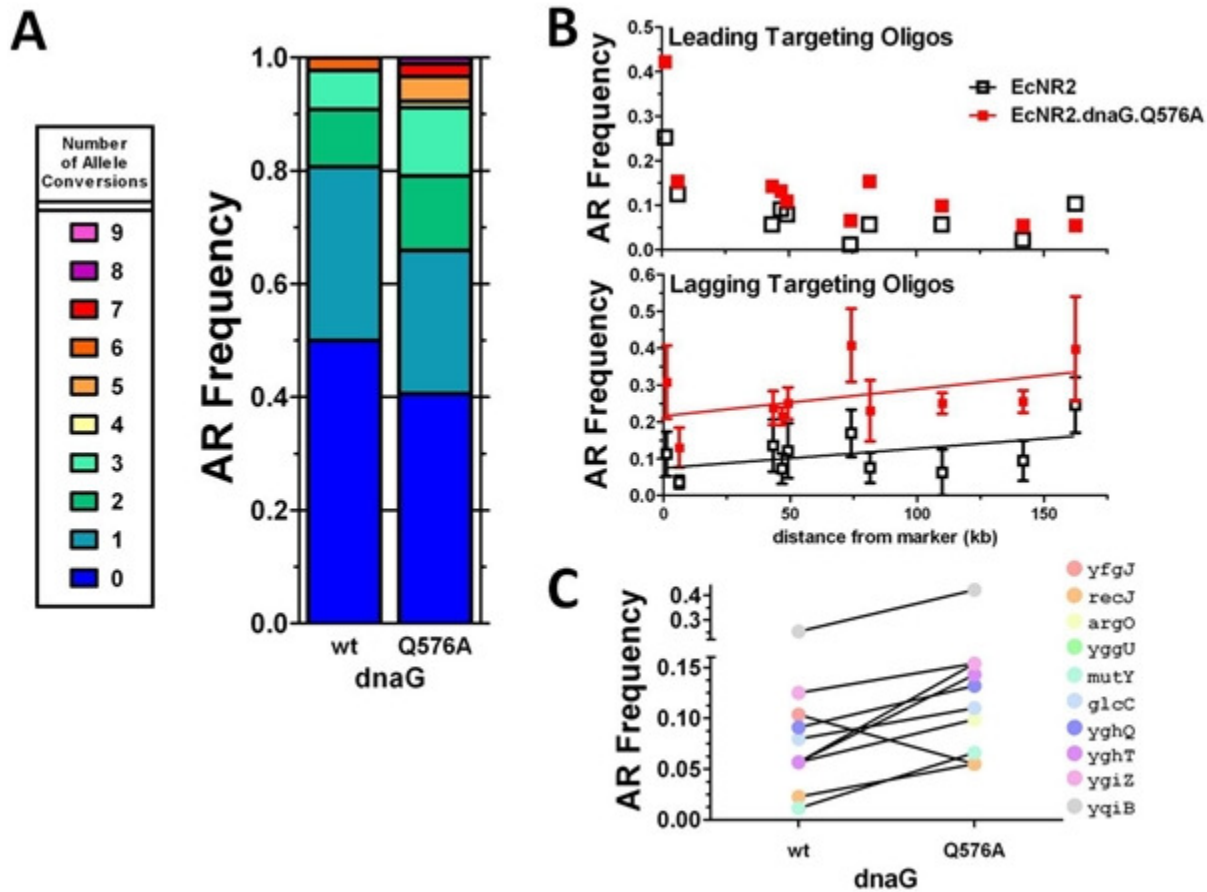 A
Number
of Allele
Conversions
9
8
7
6
5
4
3
2
1
0
AR Frequency
1.0
0.8
0.6
0.4
0.2
0.0
wt
Q576A
dnaG
B
Leading Targeting Oligos
AR Frequency
0.5
0.4
0.3
0.2
0.1
0.0
EcNR2
EcNR2.dnaG.Q576A
Lagging Targeting Oligos
AR Frequency
0.6
0.5
0.4
0.3
0.2
0.1
0.0
0
50
100
150
distance from marker (kb)
C
AR Frequency
0.4
0.3
0.15
0.10
0.05
0.00
wt
Q576A
dnaG
yfgJ
recJ
argO
yggU
mutY
glcC
yghQ
yghT
ygiZ
yqiB